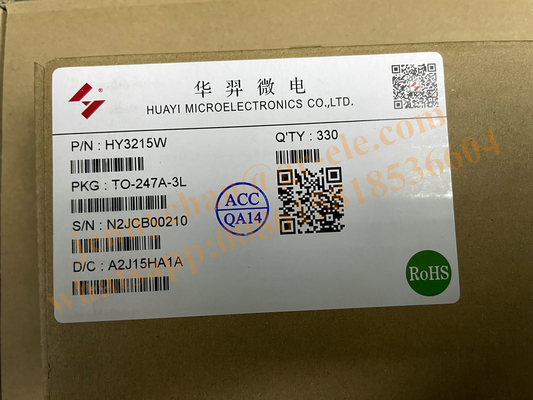 华羿微电
HUAYI MICROELECTRONICS CO.,LTD.
P/N : HY3215W
Q'TY : 330
PKG : TO-247A-3L
S/N : N2JCB00210
D/C : A2J15HA1A
ACC
QA14
RoHS